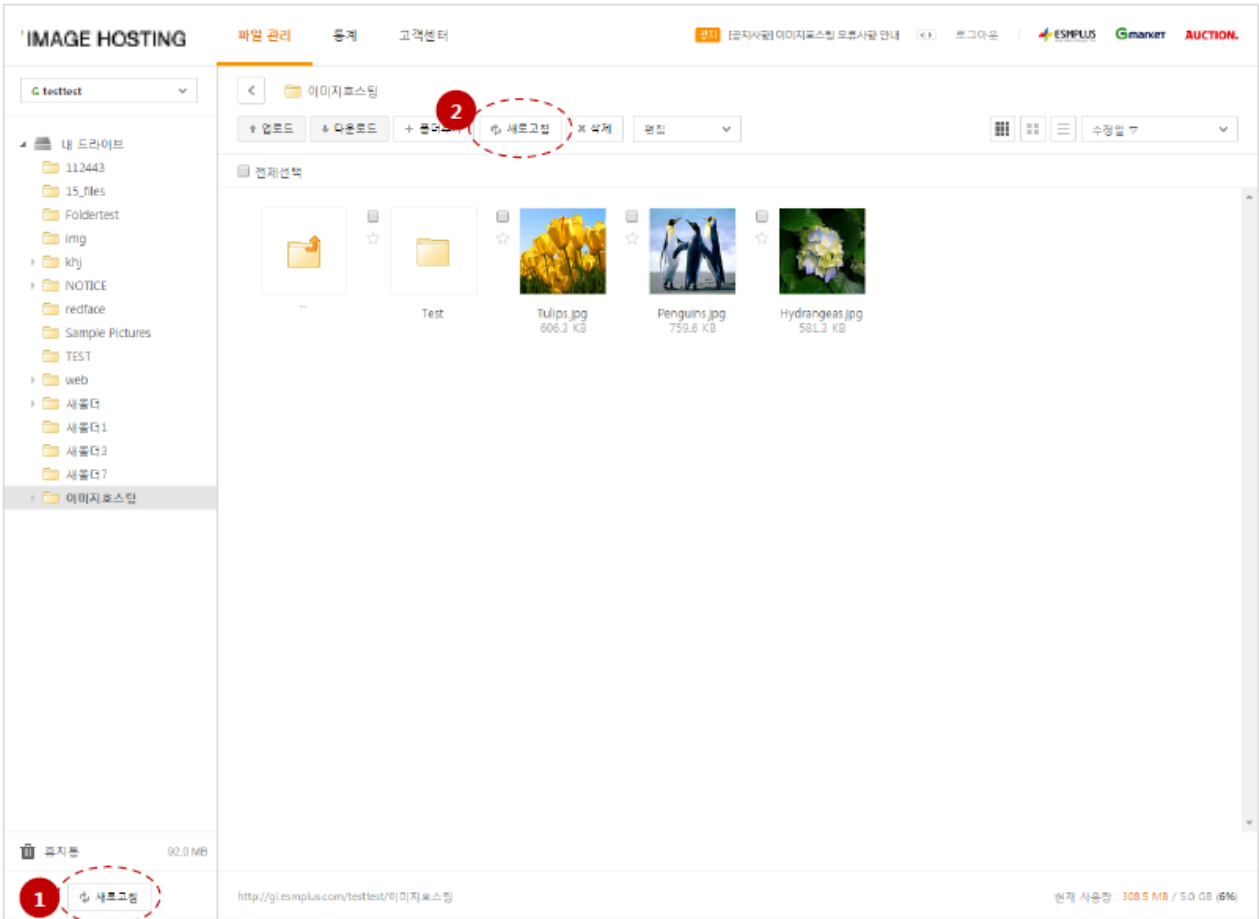 'IMAGE HOSTING
파일 관리 통계 고객센터
공지 [공지사항] 이미지호스팅 오류사항 안내 로그아웃 ESMPLUS Gmarket AUCTION.
G testtest
이미지호스팅
2
업로드 다운로드 + 새로고침 × 삭제 편집 수정일 ▽
전체선택
내 드라이브
112443
15_files
Foldertest
img
khj
NOTICE
redface
Sample Pictures
TEST
web
새폴더
새폴더1
새폴더3
새폴더7
이미지호스팅
..
Test
Tulips.jpg
606.3 KB
Penguins.jpg
759.6 KB
Hydrangeas.jpg
581.3 KB
휴지통 92.0 MB
1
새로고침
http://gi.esmplus.com/testtest/이미지호스팅
현재 사용량 : 308.5 MB / 5.0 GB (6%)